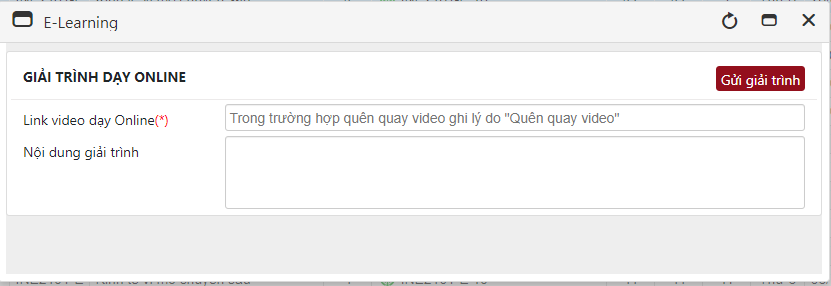 E-Learning
GIẢI TRÌNH DẠY ONLINE
Gửi giải trình
Link video dạy Online(*)
Trong trường hợp quên quay video ghi lý do "Quên quay video"
Nội dung giải trình